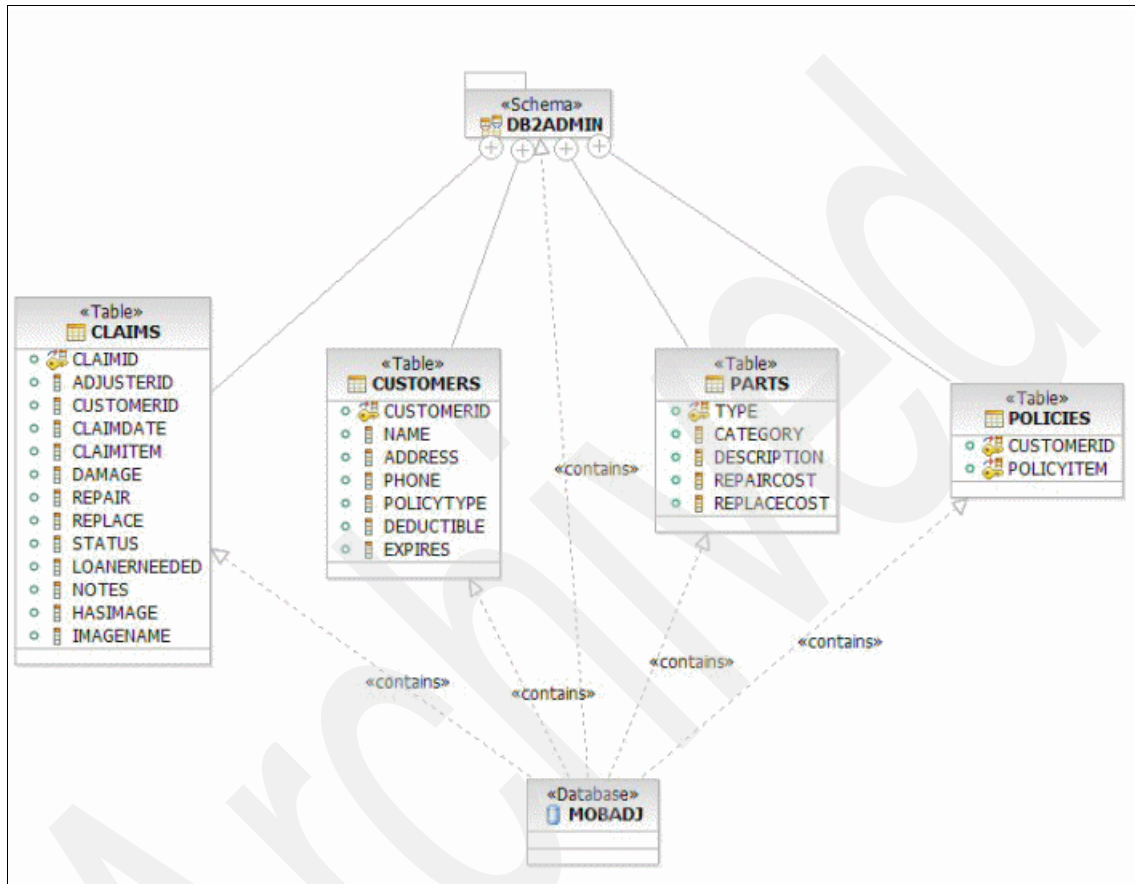 «Schema»
DB2ADMIN
«Table»
CLAIMS
CLAIMID
ADJUSTERID
CUSTOMERID
CLAIMDATE
CLAIMITEM
DAMAGE
REPAIR
REPLACE
STATUS
LOANERNEEDED
NOTES
HASIMAGE
IMAGENAME
«Table»
CUSTOMERS
CUSTOMERID
NAME
ADDRESS
PHONE
POLICYTYPE
DEDUCTIBLE
EXPIRES
«Table»
PARTS
TYPE
CATEGORY
DESCRIPTION
REPAIRCOST
REPLACECOST
«Table»
POLICIES
CUSTOMERID
POLICYITEM
«contains»
«contains»
«contains»
«contains»
«contains»
«Database»
MOBADJ
Archived